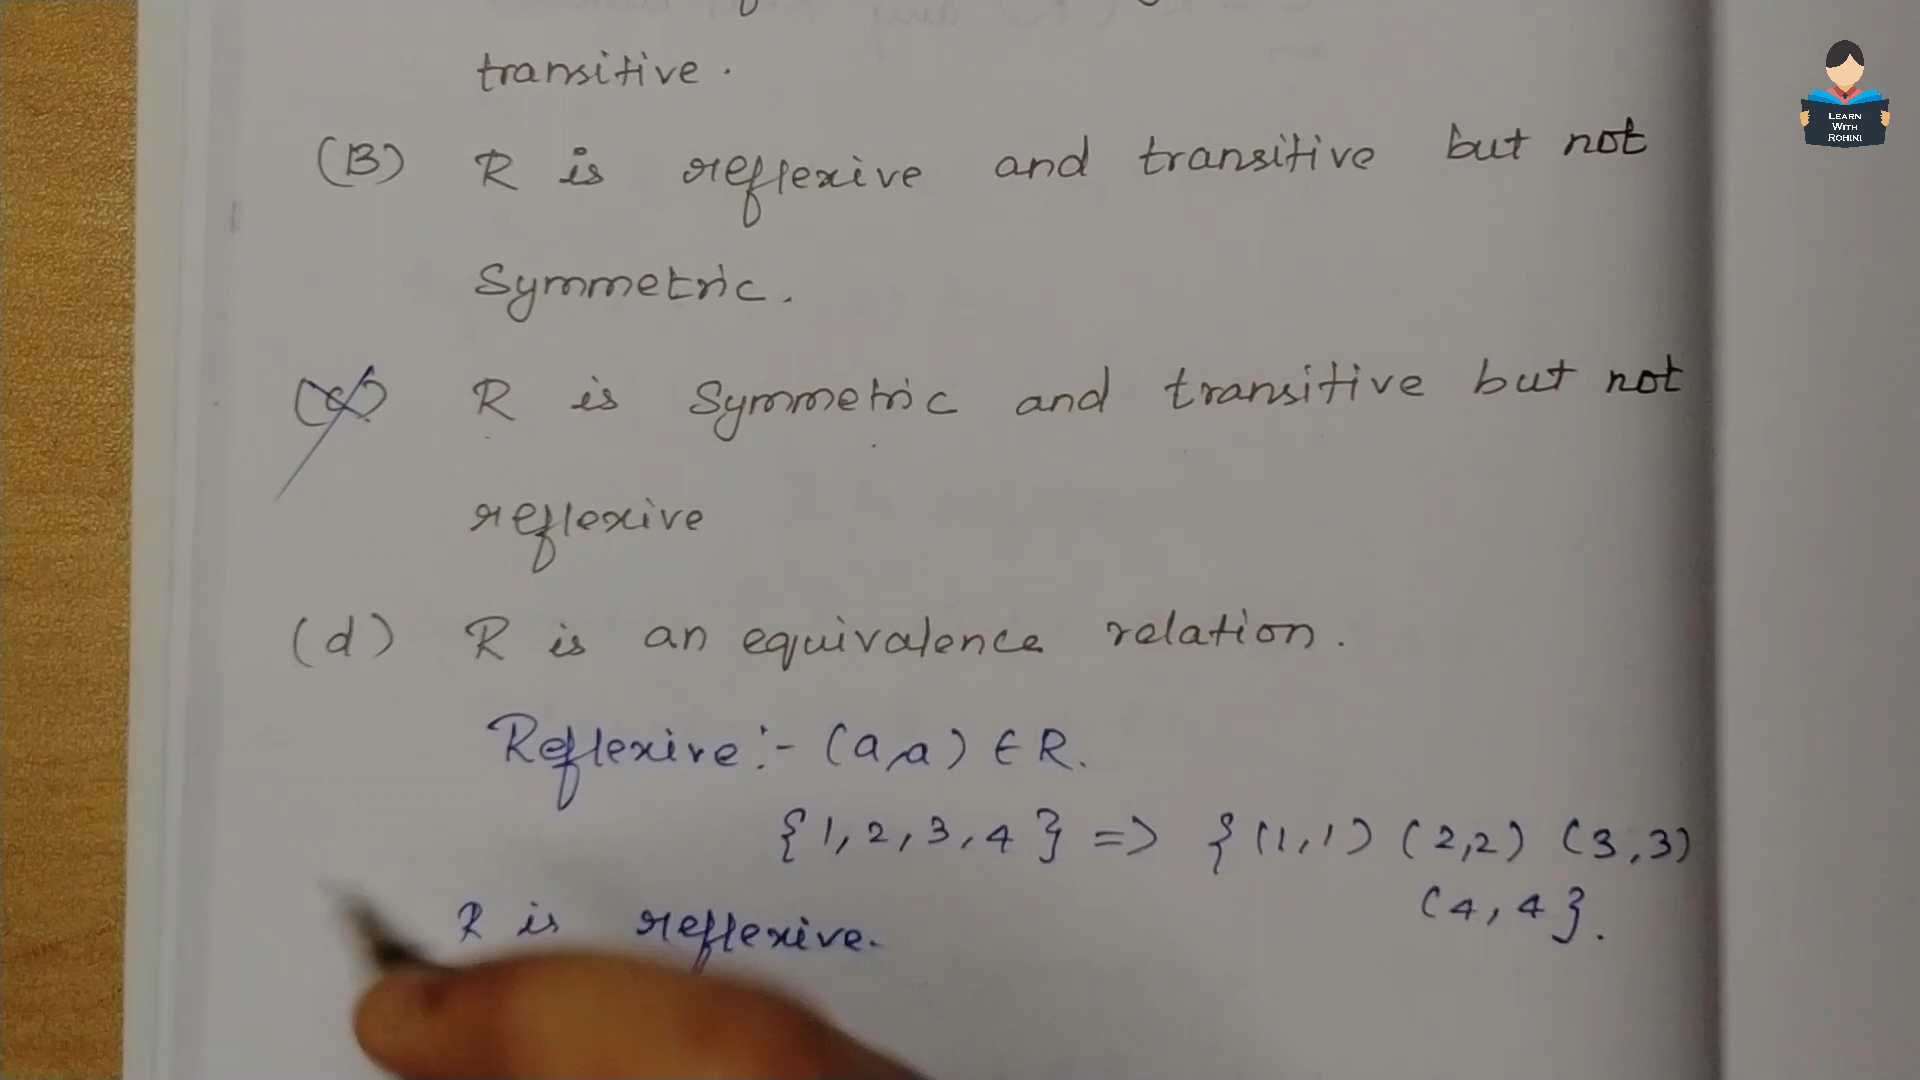 transitive.
(B) R is reflexive and transitive but not
Symmetric.
(c) R is Symmetric and transitive but not
reflexive
(d) R is an equivalence relation.
Reflexive:- (a,a) ∈ R.
{1,2,3,4} => {(1,1) (2,2) (3,3)
(4,4}.
R is reflexive.
LEARN
WITH
ROHINI